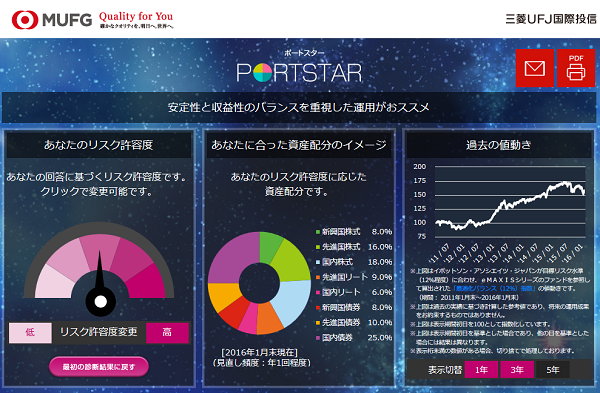 MUFG
Quality for You
確かなクオリティを、明日へ。世界へ。
三菱UFJ国際投信
ポートスター
PORTSTAR
PDF
安定性と収益性のバランスを重視した運用がおススメ
あなたのリスク許容度
あなたの回答に基づくリスク許容度です。
クリックで変更可能です。
低
リスク許容度変更
高
最初の診断結果に戻す
あなたに合った資産配分のイメージ
あなたのリスク許容度に応じた
資産配分です。
新興国株式 8.0%
先進国株式 16.0%
国内株式 18.0%
先進国リート 9.0%
国内リート 6.0%
新興国債券 8.0%
先進国債券 10.0%
国内債券 25.0%
[2016年1月末現在]
(見直し頻度：年1回程度)
過去の値動き
200
175
150
125
100
75
'11/07
'12/01
'12/07
'13/01
'13/07
'14/01
'14/07
'15/01
'15/07
'16/01
※上図はイボットソン・アソシエイツ・ジャパンが目標リスク水準
（12%程度）に合わせ、eMAXISシリーズのファンドを参照
して算出された「最適化バランス（12%）指数」の値動きです。
（期間：2011年1月末～2016年1月末）
※上図は過去の実績に基づき計算した参考値であり、将来の運用成果
をお約束するものではありません。
※上図は表示期間初日を100として指数化しています。
※上図は表示期間初日を基準とした場合であり、他の日を基準とした
場合には結果は異なります。
※表示桁未満の数値がある場合、切り捨てで処理しております。
表示切替
1年
3年
5年